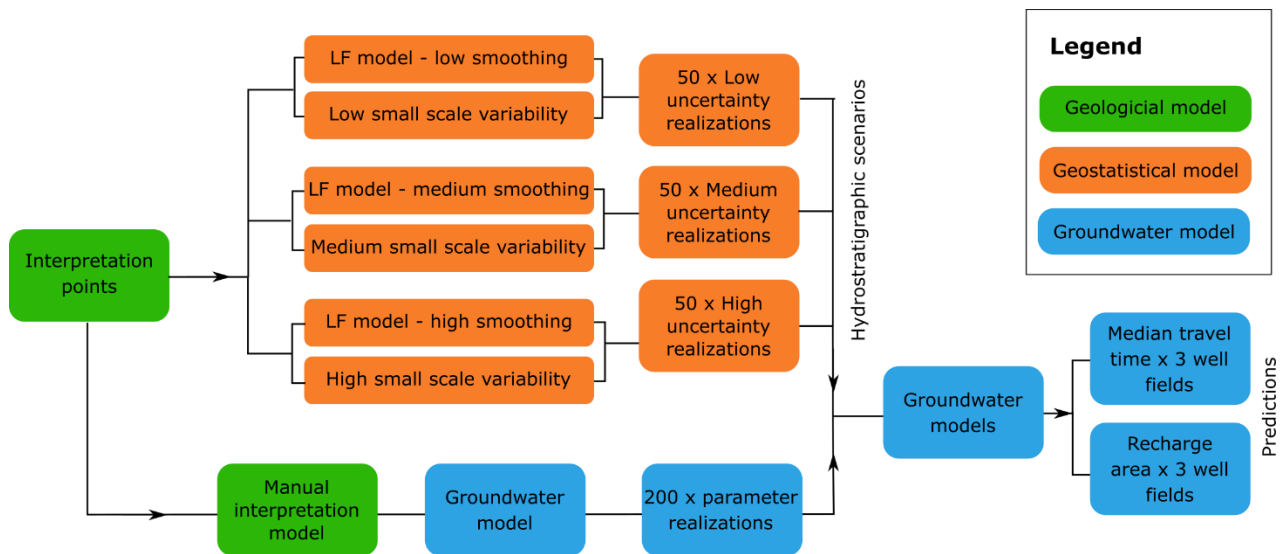 Interpretation
points
LF model - low smoothing
Low small scale variability
50 x Low
uncertainty
realizations
LF model - medium smoothing
Medium small scale variability
50 x Medium
uncertainty
realizations
LF model - high smoothing
High small scale variability
50 x High
uncertainty
realizations
Hydrostratigraphic scenarios
Manual
interpretation
model
Groundwater
model
200 x parameter
realizations
Groundwater
models
Median travel
time x 3 well
fields
Recharge
area x 3 well
fields
Predictions
Legend
Geologicial model
Geostatistical model
Groundwater model